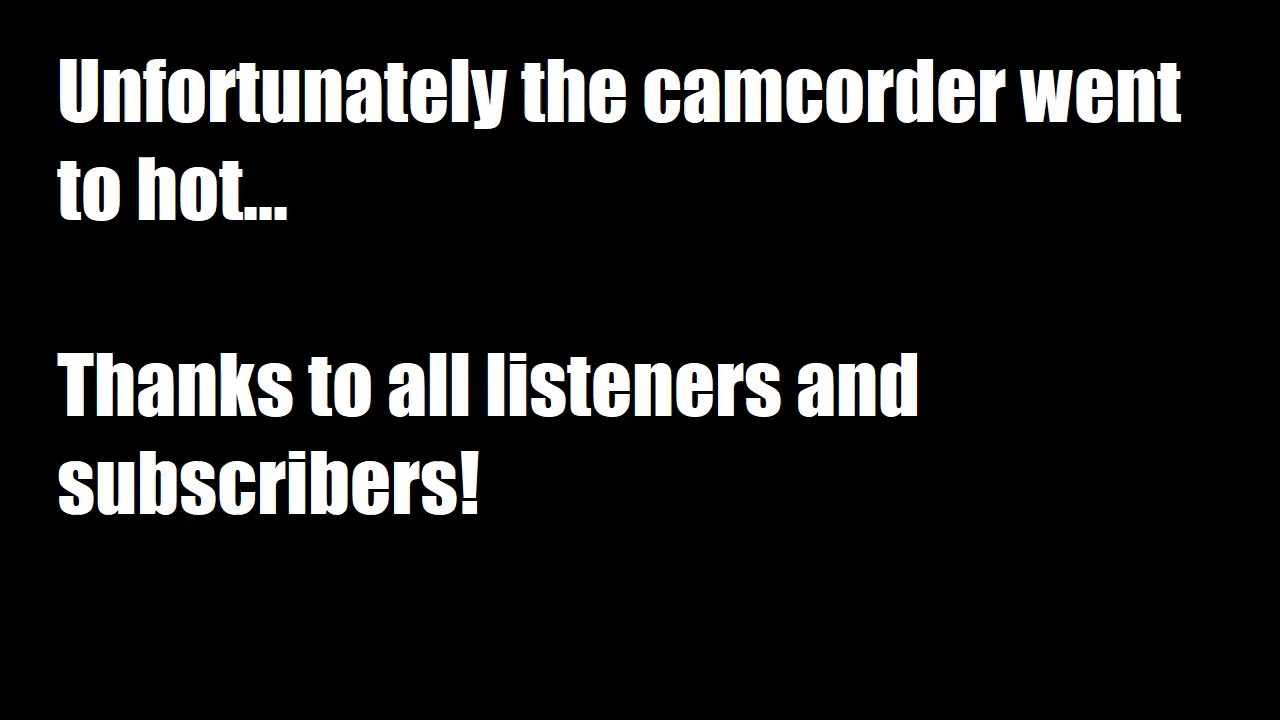 Unfortunately the camcorder went
to hot...
Thanks to all listeners and
subscribers!